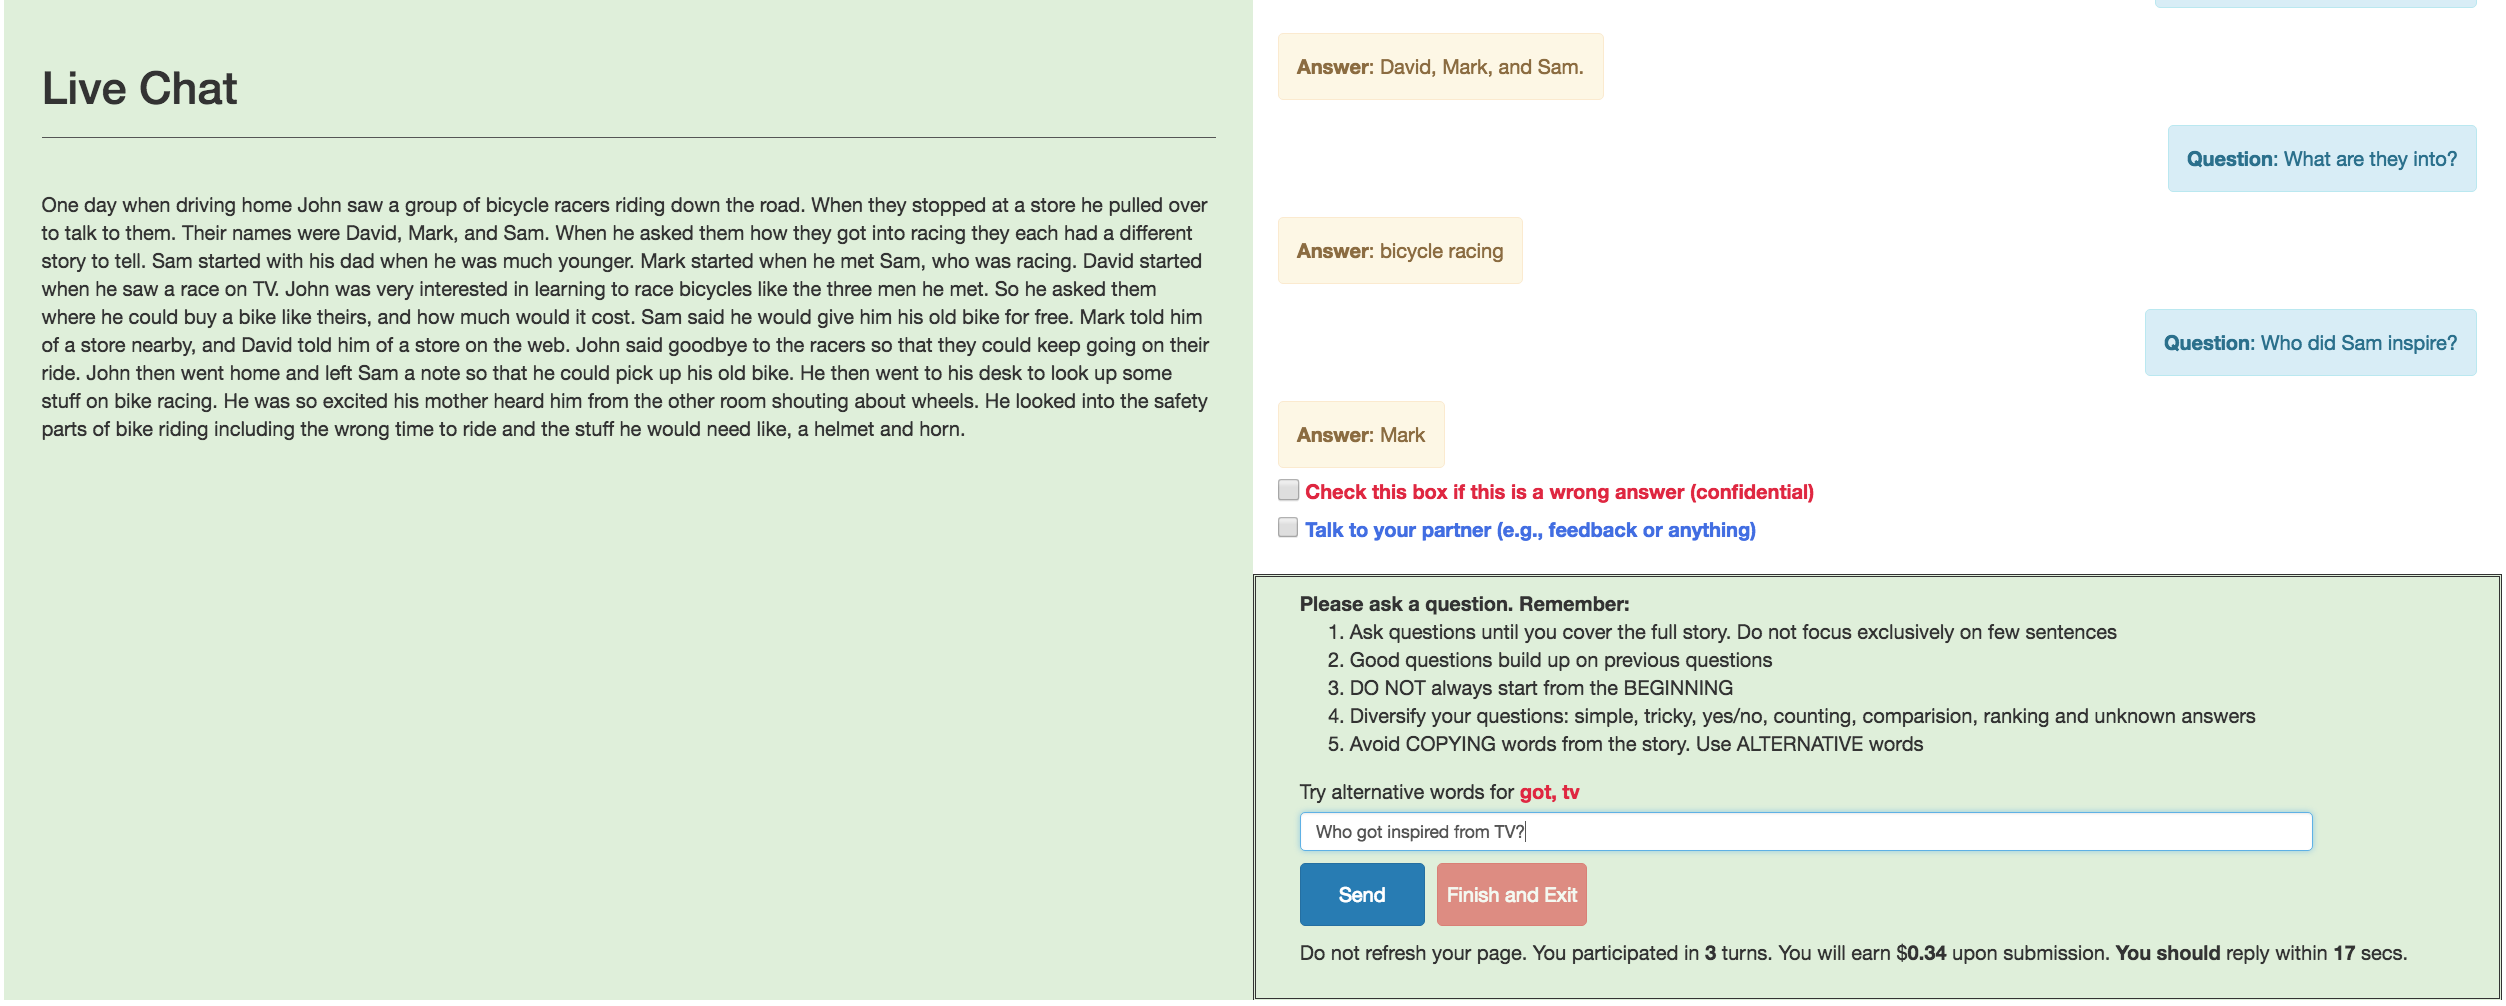 Live Chat
One day when driving home John saw a group of bicycle racers riding down the road. When they stopped at a store he pulled over
to talk to them. Their names were David, Mark, and Sam. When he asked them how they got into racing they each had a different
story to tell. Sam started with his dad when he was much younger. Mark started when he met Sam, who was racing. David started
when he saw a race on TV. John was very interested in learning to race bicycles like the three men he met. So he asked them
where he could buy a bike like theirs, and how much would it cost. Sam said he would give him his old bike for free. Mark told him
of a store nearby, and David told him of a store on the web. John said goodbye to the racers so that they could keep going on their
ride. John then went home and left Sam a note so that he could pick up his old bike. He then went to his desk to look up some
stuff on bike racing. He was so excited his mother heard him from the other room shouting about wheels. He looked into the safety
parts of bike riding including the wrong time to ride and the stuff he would need like, a helmet and horn.
Answer: David, Mark, and Sam.
Question: What are they into?
Answer: bicycle racing
Question: Who did Sam inspire?
Answer: Mark
Check this box if this is a wrong answer (confidential)
Talk to your partner (e.g., feedback or anything)
Please ask a question. Remember:
1. Ask questions until you cover the full story. Do not focus exclusively on few sentences
2. Good questions build up on previous questions
3. DO NOT always start from the BEGINNING
4. Diversify your questions: simple, tricky, yes/no, counting, comparision, ranking and unknown answers
5. Avoid COPYING words from the story. Use ALTERNATIVE words
Try alternative words for got, tv
Who got inspired from TV?
Send
Finish and Exit
Do not refresh your page. You participated in 3 turns. You will earn $0.34 upon submission. You should reply within 17 secs.